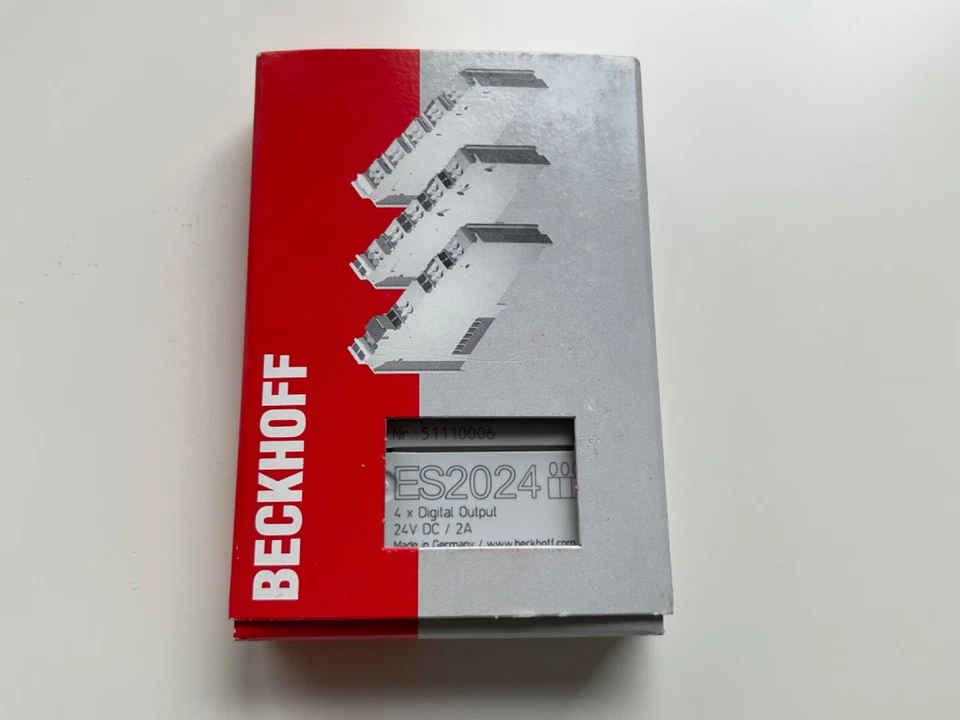 BECKHOFF
Nr.: 51110006
ES2024
4 x Digital Output
24V DC / 2A
Made in Germany / www.beckhoff.com